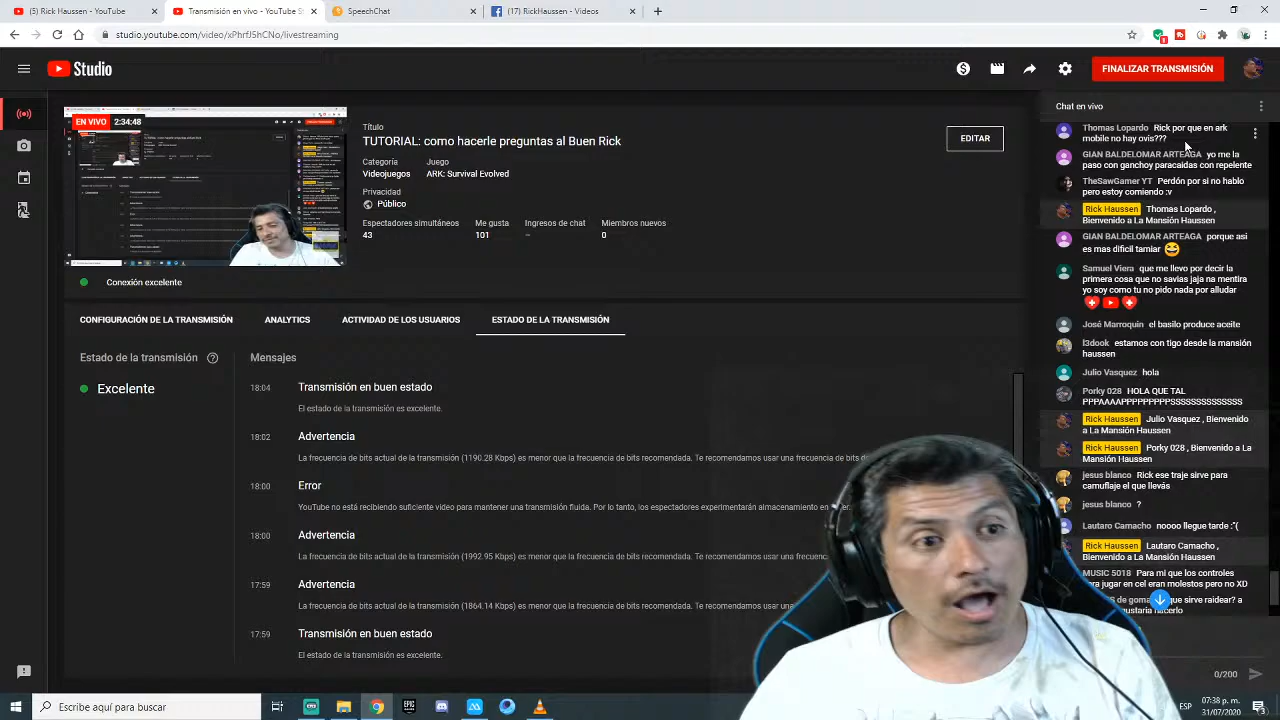 (5) Rick Haussen - YouTube
Transmisión en vivo - YouTube S
SpeechChat
(17) RickHaussen - Videos
studio.youtube.com/video/xPhrfJ5hCNo/livestreaming
Studio
FINALIZAR TRANSMISIÓN
EN VIVO 2:34:48
Título
TUTORIAL: como hacerle preguntas al Buen Rick
Categoría
Juego
Videojuegos
ARK: Survival Evolved
Privacidad
Público
Espectadores simultáneos
Me gusta
Ingresos del chat
Miembros nuevos
43
101
–
0
EDITAR
Conexión excelente
CONFIGURACIÓN DE LA TRANSMISIÓN
ANALYTICS
ACTIVIDAD DE LOS USUARIOS
ESTADO DE LA TRANSMISIÓN
Estado de la transmisión
Excelente
Mensajes
18:04 Transmisión en buen estado
El estado de la transmisión es excelente.
18:02 Advertencia
La frecuencia de bits actual de la transmisión (1190.28 Kbps) es menor que la frecuencia de bits recomendada. Te recomendamos usar una frecuencia de bits d
18:00 Error
YouTube no está recibiendo suficiente video para mantener una transmisión fluida. Por lo tanto, los espectadores experimentarán almacenamiento en
18:00 Advertencia
La frecuencia de bits actual de la transmisión (1992.95 Kbps) es menor que la frecuencia de bits recomendada. Te recomendamos usar una frecuenc
17:59 Advertencia
La frecuencia de bits actual de la transmisión (1864.14 Kbps) es menor que la frecuencia de bits recomendada. Te recomendamos usar una
17:59 Transmisión en buen estado
El estado de la transmisión es excelente.
Chat en vivo
Thomas Lopardo Rick por que en ark
mobile no hay ovis???
GIAN BALDELOMAR ARTEAGA yo me la
paso con ganchoy paracaidas con repelente
TheSawGamer YT Perdón por si no hablo
pero estoy comiendo :v
Rick Haussen Thomas Lopardo ,
Bienvenido a La Mansión Haussen
GIAN BALDELOMAR ARTEAGA porque asi
es mas dificil tamiar
Samuel Viera que me llevo por decir la
primera cosa que no savias jaja na mentira
yo soy como tu no pido nada por alludar
José Marroquin el basilo produce aceite
l3dook estamos con tigo desde la mansión
haussen
Julio Vasquez hola
Porky 028 HOLA QUE TAL
PPPAAAAPPPPPPPPSSSSSSSSSSSSS
Rick Haussen Julio Vasquez , Bienvenido
a La Mansión Haussen
Rick Haussen Porky 028 , Bienvenido a La
Mansión Haussen
jesus blanco Rick ese traje sirve para
camuflaje el que llevás
jesus blanco ?
Lautaro Camacho noooo llegue tarde :"(
Rick Haussen Lautaro Camacho ,
Bienvenido a La Mansión Haussen
MUSIC 5018 Para mi que los controles
jugar en cel eran molestos pero no XD
de goma que sirve raidear? a
gustaria hacerlo
0/200
Escribe aquí para buscar
ESP
07:38 p. m.
31/07/2020